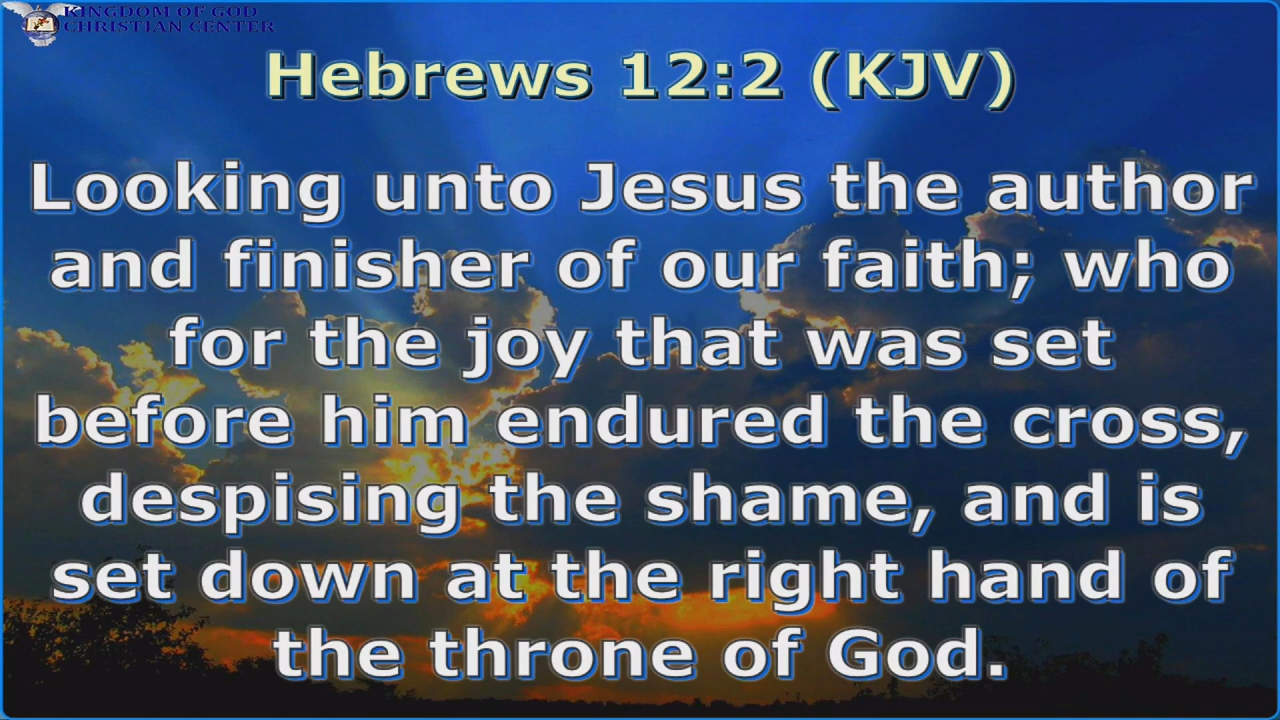 KINGDOM OF GOD
CHRISTIAN CENTER
Hebrews 12:2 (KJV)
Looking unto Jesus the author
and finisher of our faith; who
for the joy that was set
before him endured the cross,
despising the shame, and is
set down at the right hand of
the throne of God.